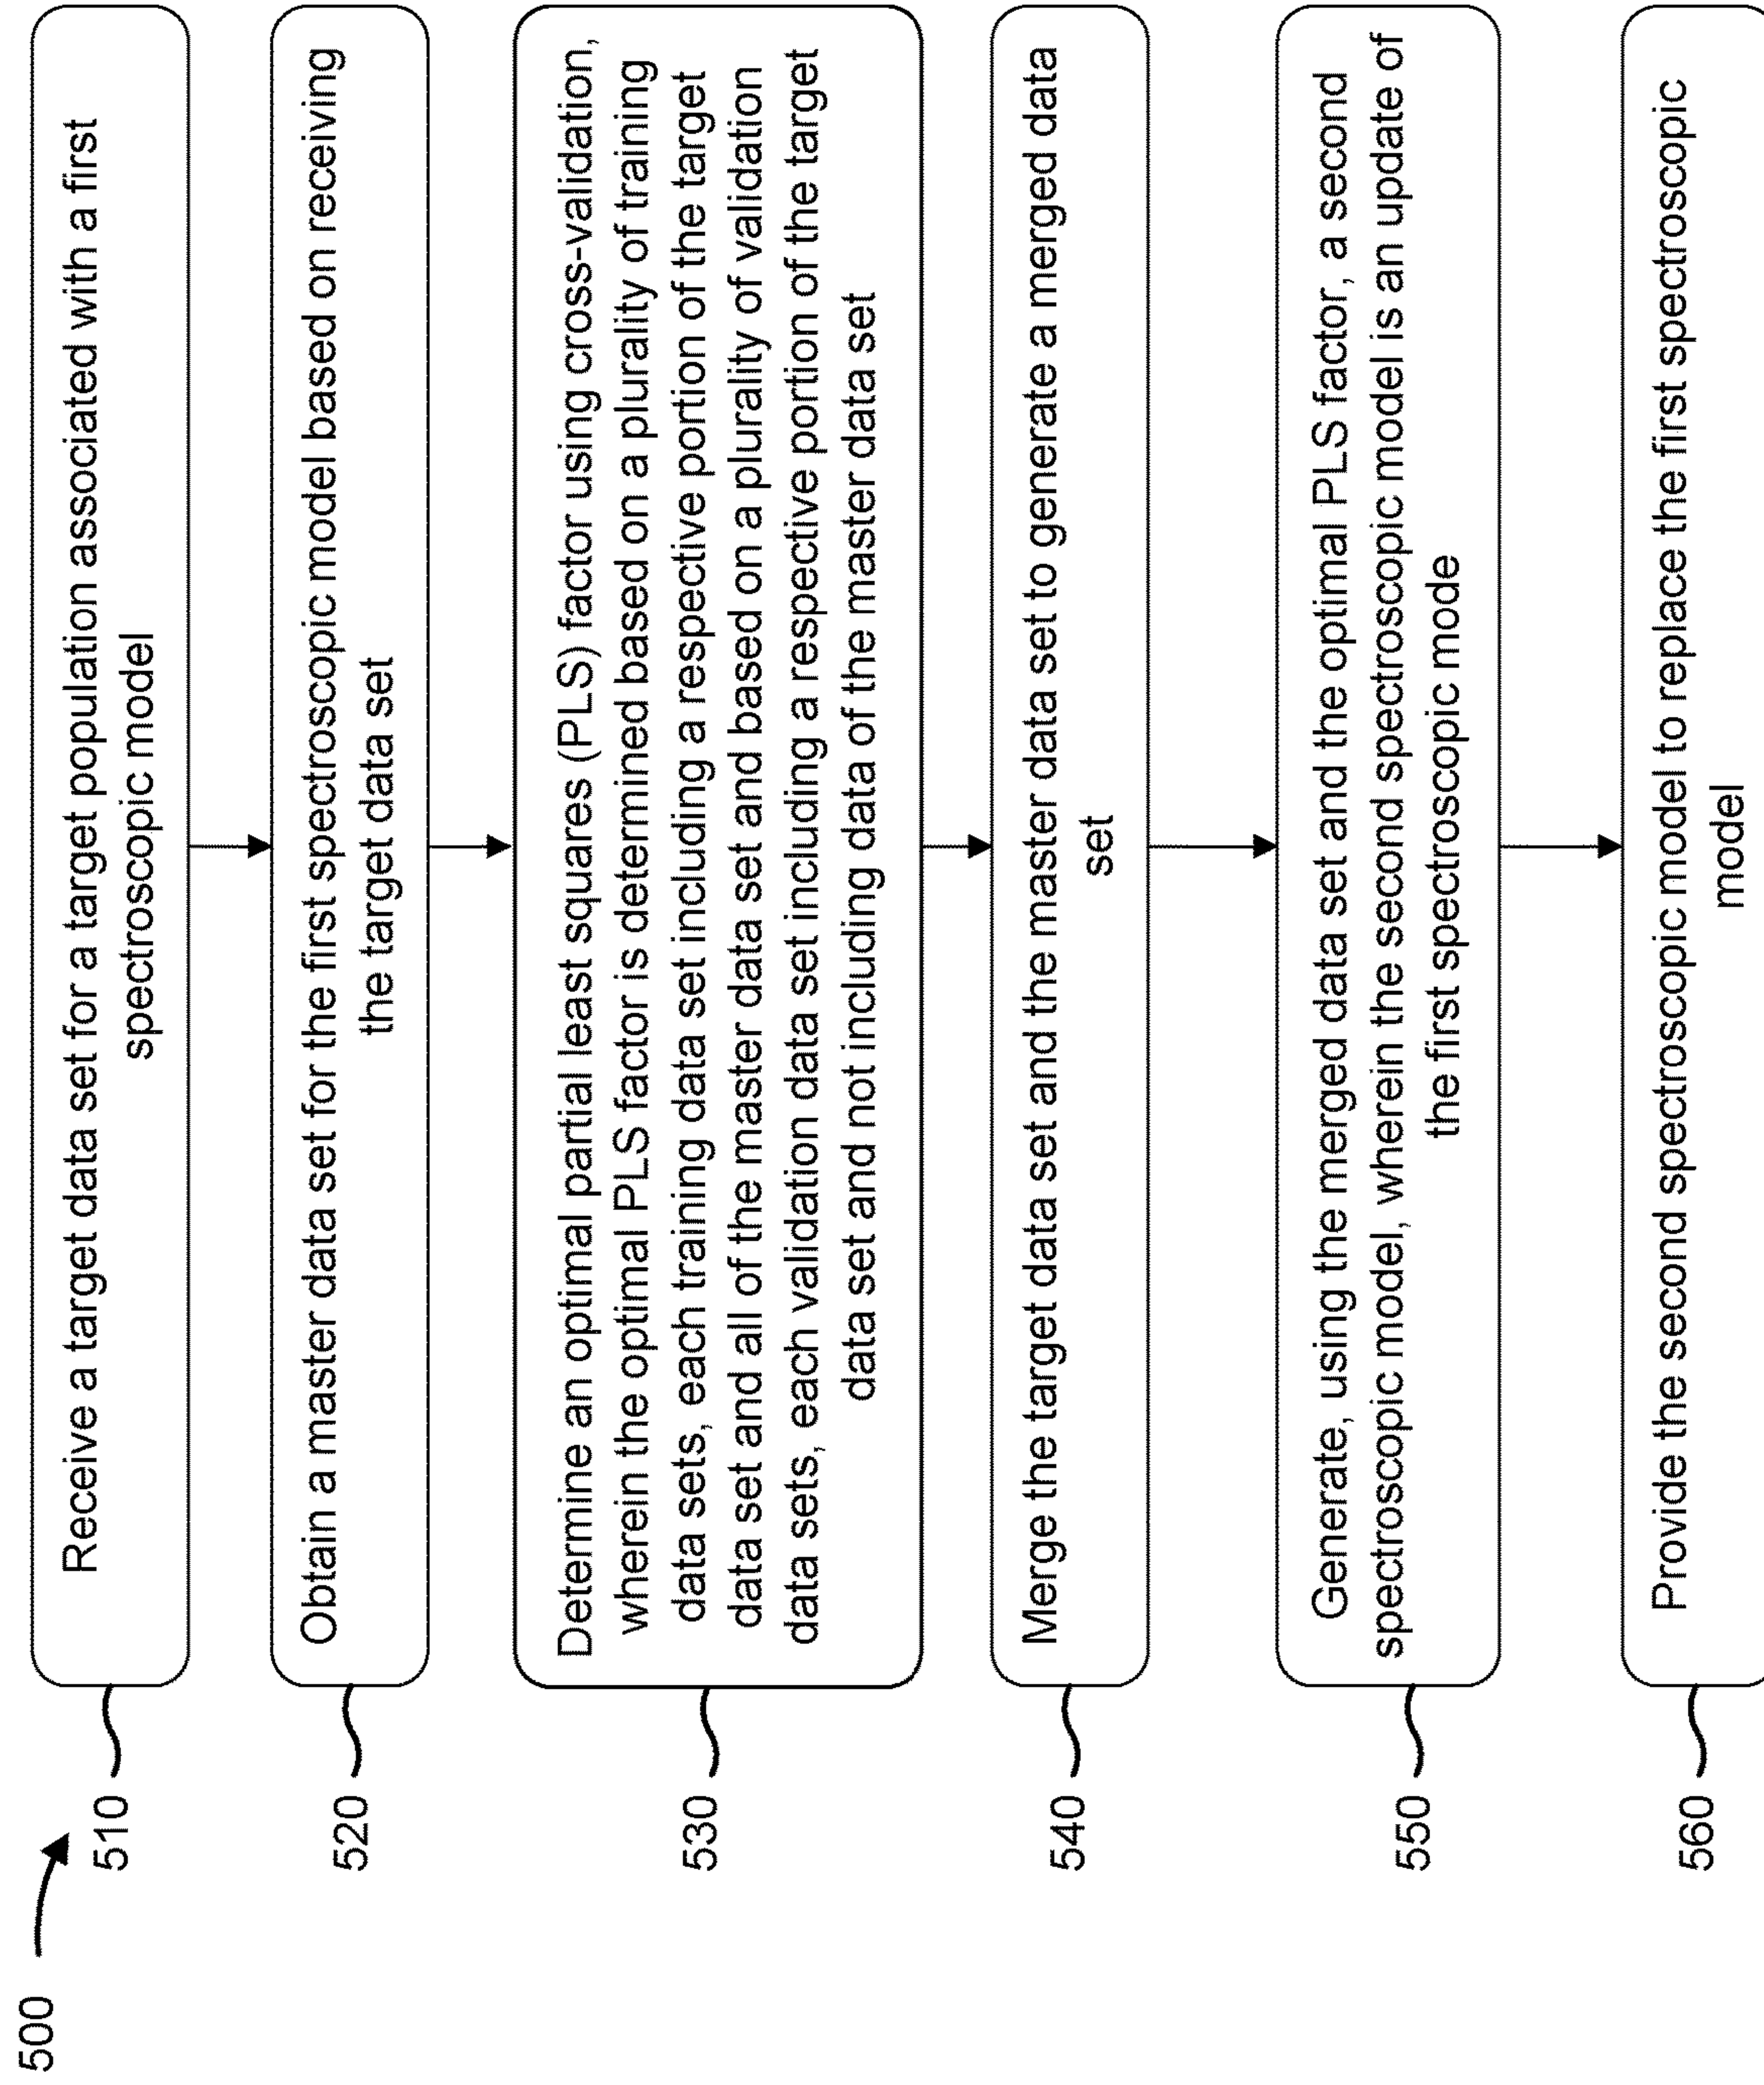 500
510
Receive a target data set for a target population associated with a first
spectroscopic model
520
Obtain a master data set for the first spectroscopic model based on receiving
the target data set
530
Determine an optimal partial least squares (PLS) factor using cross-validation,
wherein the optimal PLS factor is determined based on a plurality of training
data sets, each training data set including a respective portion of the target
data set and all of the master data set and based on a plurality of validation
data sets, each validation data set including a respective portion of the target
data set and not including data of the master data set
540
Merge the target data set and the master data set to generate a merged data
set
550
Generate, using the merged data set and the optimal PLS factor, a second
spectroscopic model, wherein the second spectroscopic model is an update of
the first spectroscopic mode
560
Provide the second spectroscopic model to replace the first spectroscopic
model